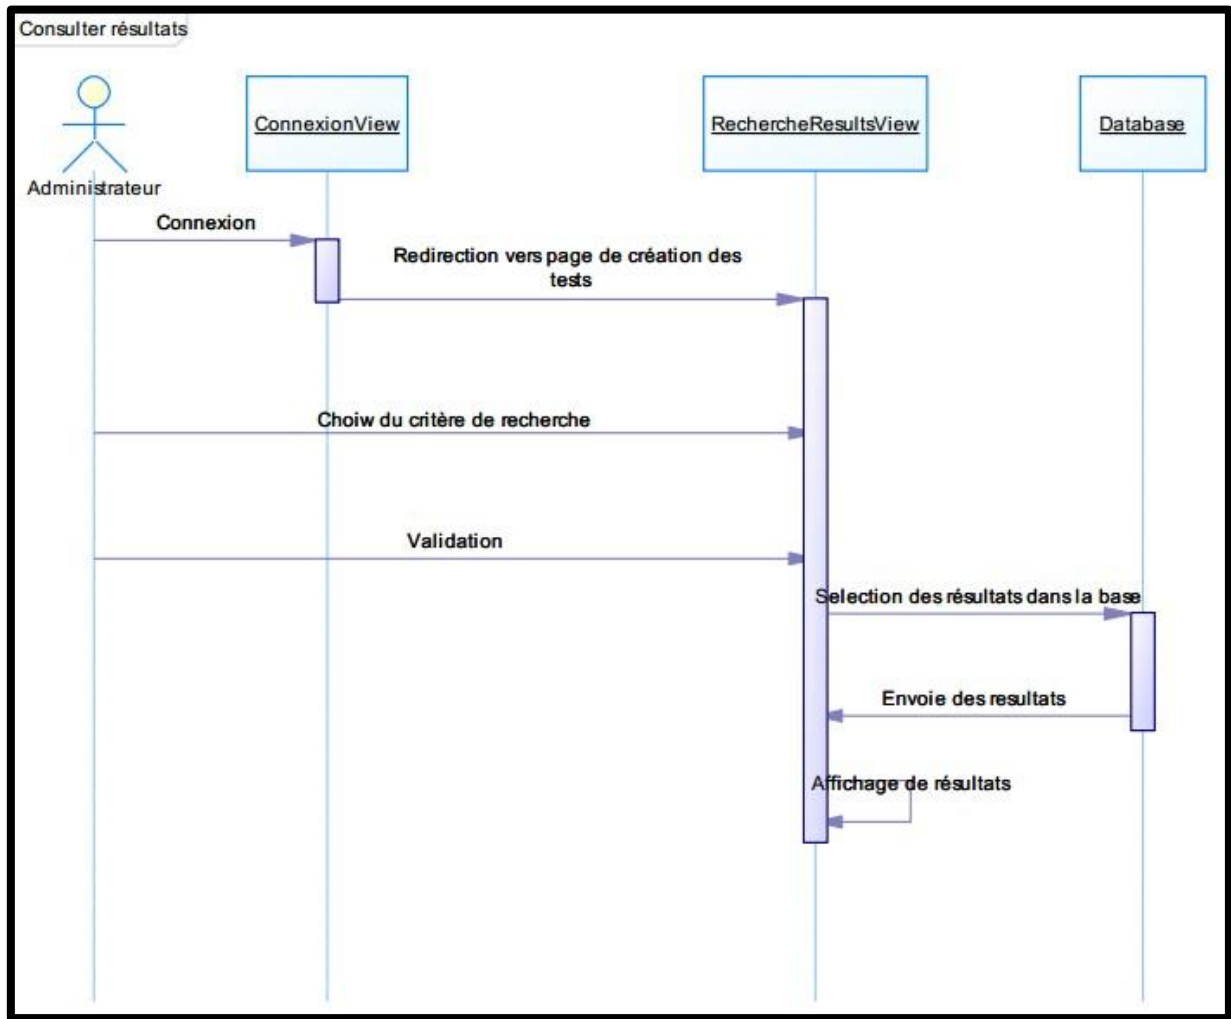 Consulter résultats
ConnexionView
RechercheResultsView
Database
Administrateur
Connexion
Redirection vers page de création des
tests
Choiw du critère de recherche
Validation
Selection des résultats dans la base
Envoie des resultats
Affichage de résultats